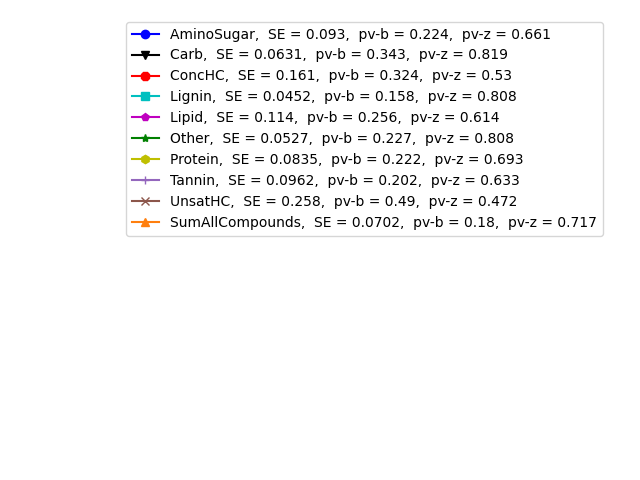 AminoSugar,  SE = 0.093,  pv-b = 0.224,  pv-z = 0.661
Carb,  SE = 0.0631,  pv-b = 0.343,  pv-z = 0.819
ConcHC,  SE = 0.161,  pv-b = 0.324,  pv-z = 0.53
Lignin,  SE = 0.0452,  pv-b = 0.158,  pv-z = 0.808
Lipid,  SE = 0.114,  pv-b = 0.256,  pv-z = 0.614
Other,  SE = 0.0527,  pv-b = 0.227,  pv-z = 0.808
Protein,  SE = 0.0835,  pv-b = 0.222,  pv-z = 0.693
Tannin,  SE = 0.0962,  pv-b = 0.202,  pv-z = 0.633
UnsatHC,  SE = 0.258,  pv-b = 0.49,  pv-z = 0.472
SumAllCompounds,  SE = 0.0702,  pv-b = 0.18,  pv-z = 0.717